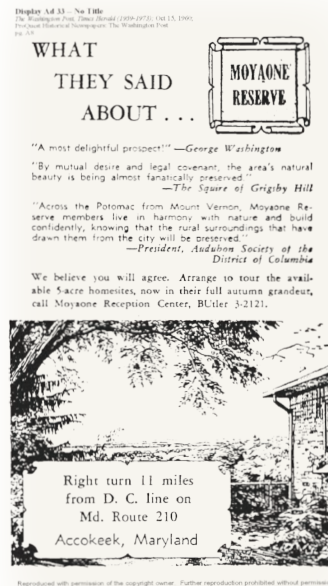 Display Ad 33 -- No Title
The Washington Post, Times Herald (1959-1973); Oct 15, 1960;
ProQuest Historical Newspapers: The Washington Post
pg. A8
WHAT
THEY SAID
ABOUT . . .
MOYAONE
RESERVE
"A most delightful prospect!" —George Washington
"By mutual desire and legal covenant, the area's natural
beauty is being almost fanatically preserved."
—The Squire of Grigsby Hill
"Across the Potomac from Mount Vernon, Moyaone Re-
serve members live in harmony with nature and build
confidently, knowing that the rural surroundings that have
drawn them from the city will be preserved."
—President, Audubon Society of the
District of Columbia
We believe you will agree. Arrange to tour the avail-
able 5-acre homesites, now in their full autumn grandeur,
call Moyaone Reception Center, BUtler 3-2121.
Right turn 11 miles
from D. C. line on
Md. Route 210
Accokeek, Maryland
Reproduced with permission of the copyright owner. Further reproduction prohibited without permission